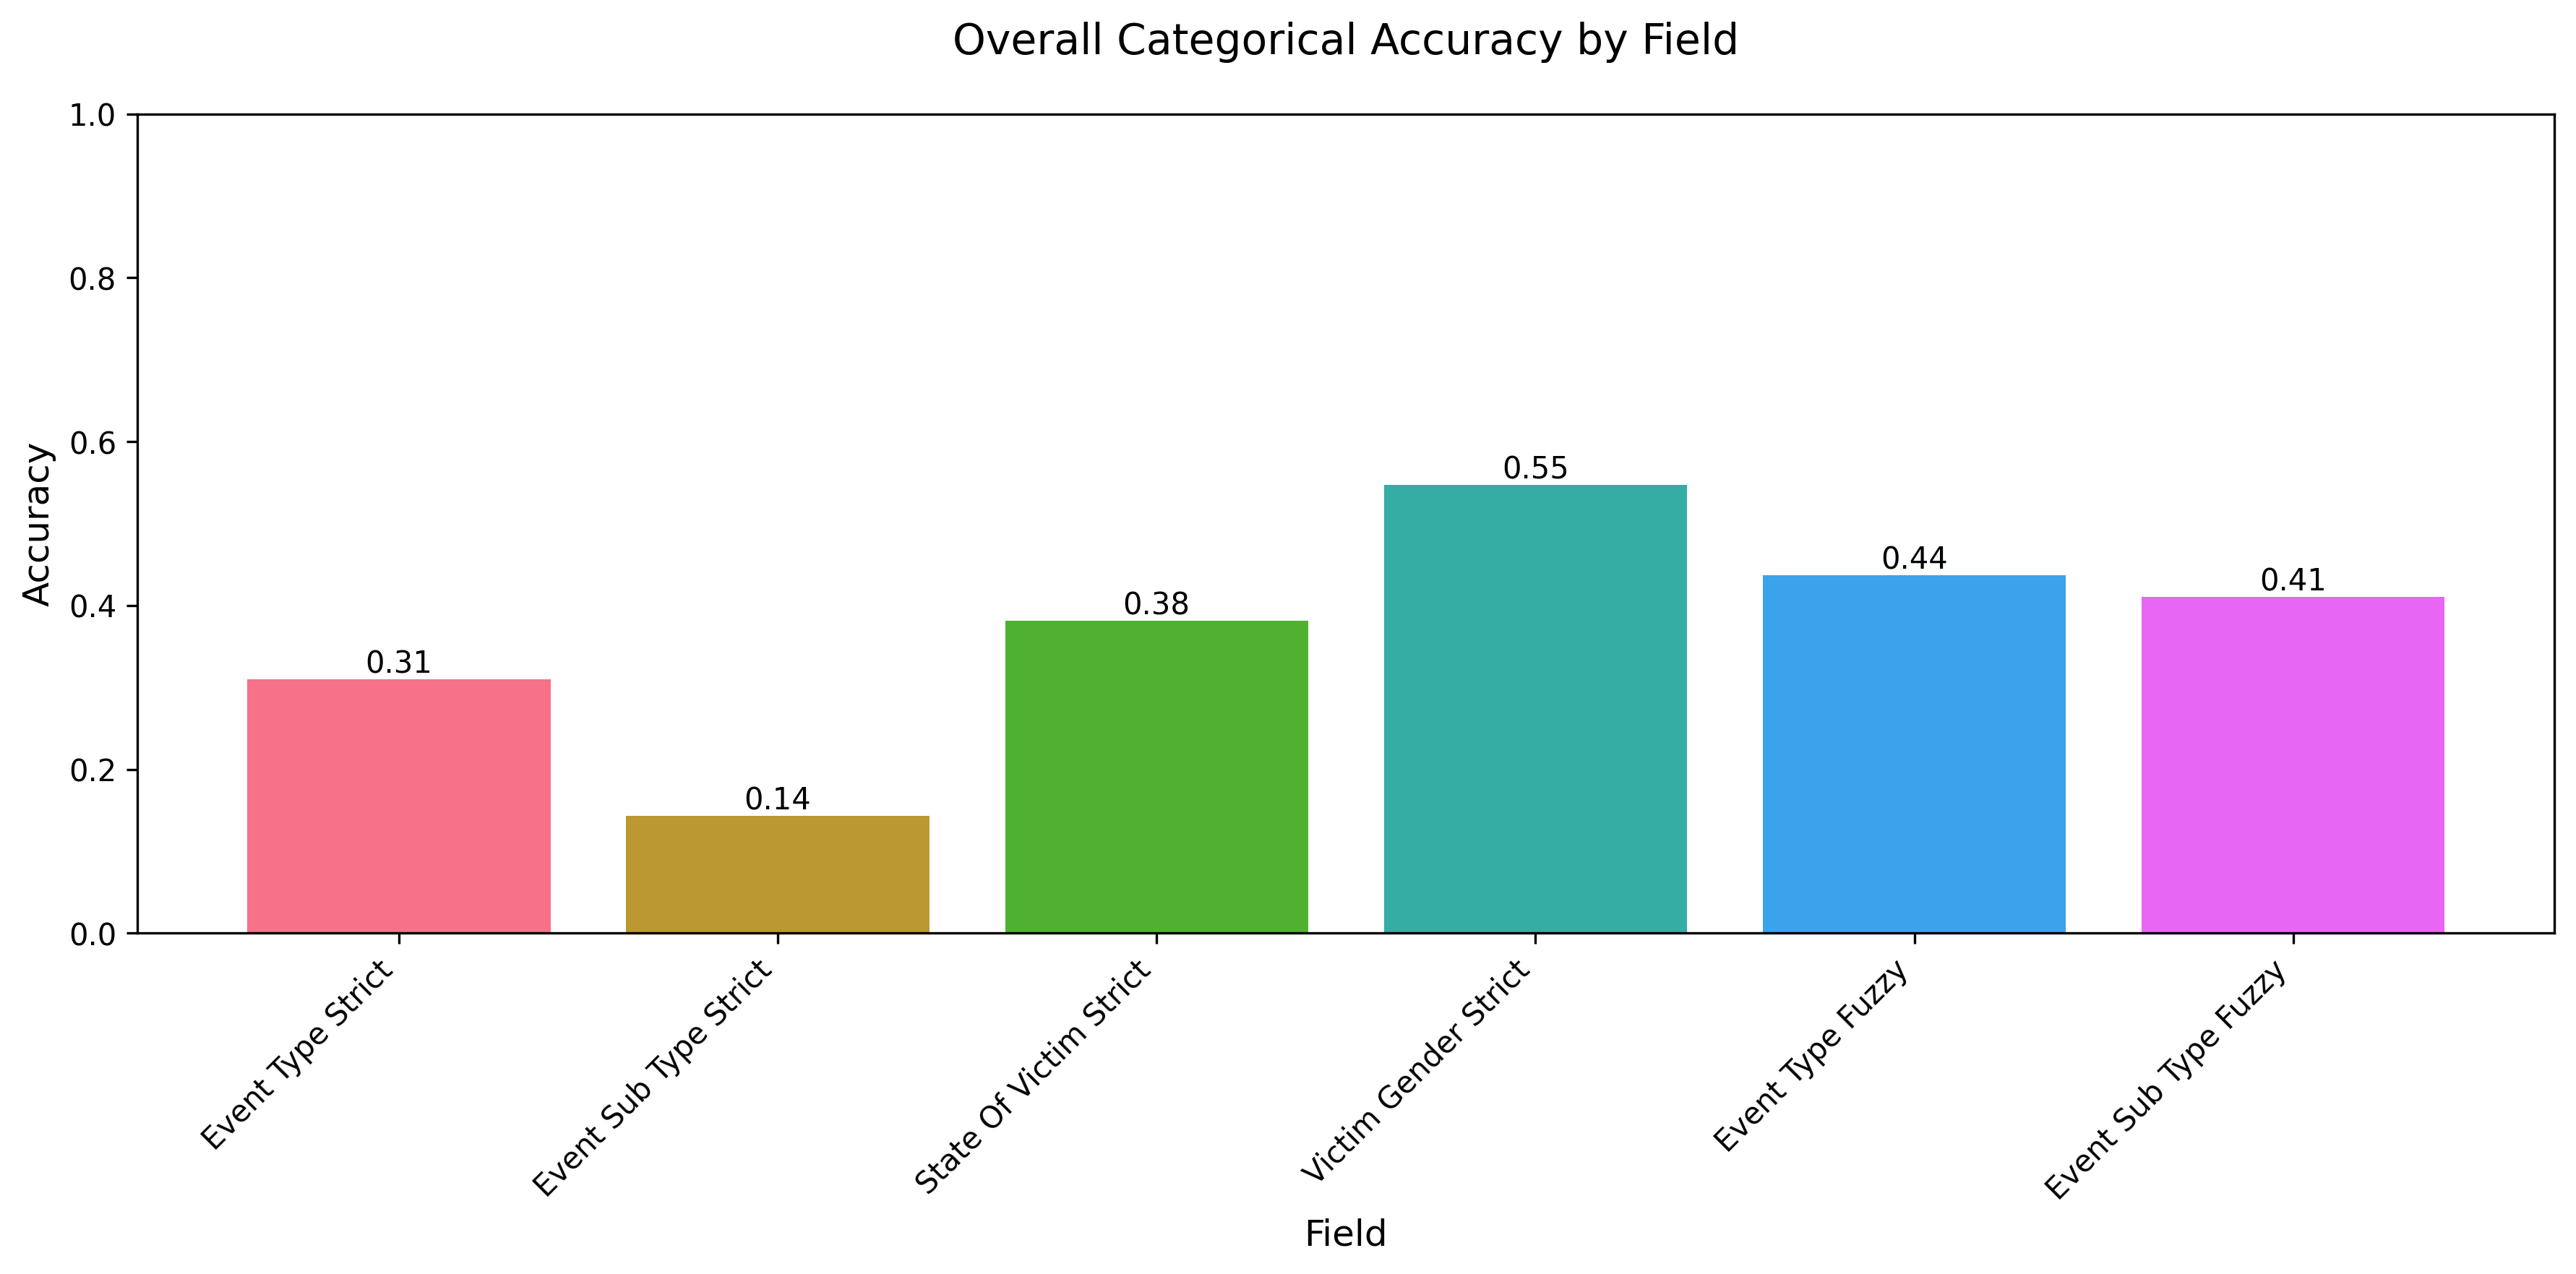 Overall Categorical Accuracy by Field
Accuracy
1.0
0.8
0.6
0.4
0.2
0.0
0.31
0.14
0.38
0.55
0.44
0.41
Event Type Strict
Event Sub Type Strict
State Of Victim Strict
Victim Gender Strict
Event Type Fuzzy
Event Sub Type Fuzzy
Field